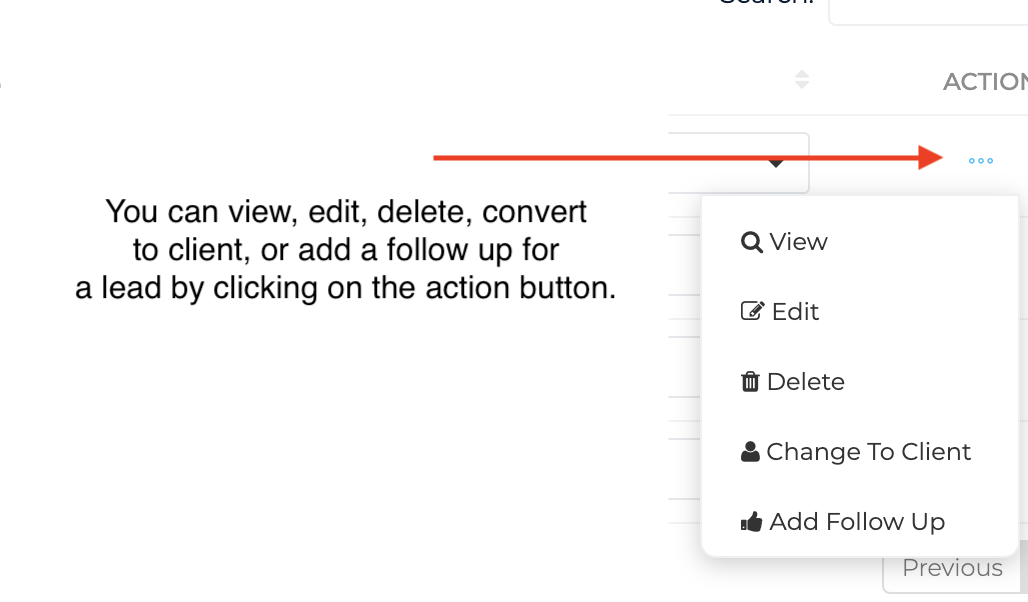 ACTION
You can view, edit, delete, convert
to client, or add a follow up for
a lead by clicking on the action button.
View
Edit
Delete
Change To Client
Add Follow Up
Previous